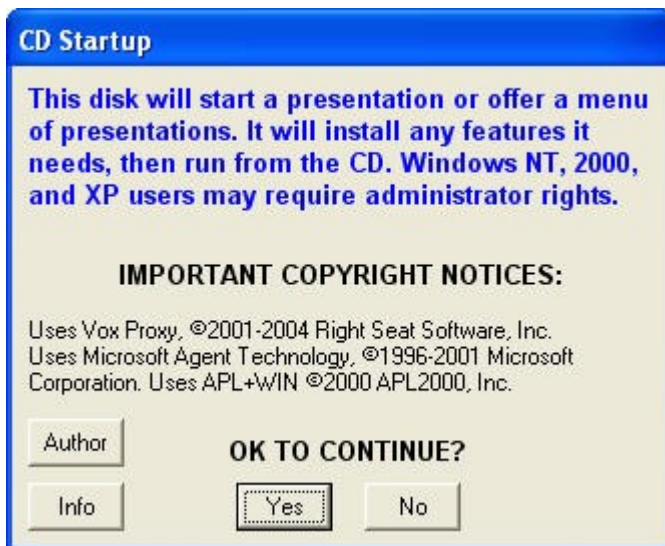 CD Startup
This disk will start a presentation or offer a menu
of presentations. It will install any features it
needs, then run from the CD. Windows NT, 2000,
and XP users may require administrator rights.
IMPORTANT COPYRIGHT NOTICES:
Uses Vox Proxy, ©2001-2004 Right Seat Software, Inc.
Uses Microsoft Agent Technology, ©1996-2001 Microsoft
Corporation. Uses APL+WIN ©2000 APL2000, Inc.
Author
OK TO CONTINUE?
Info Yes No